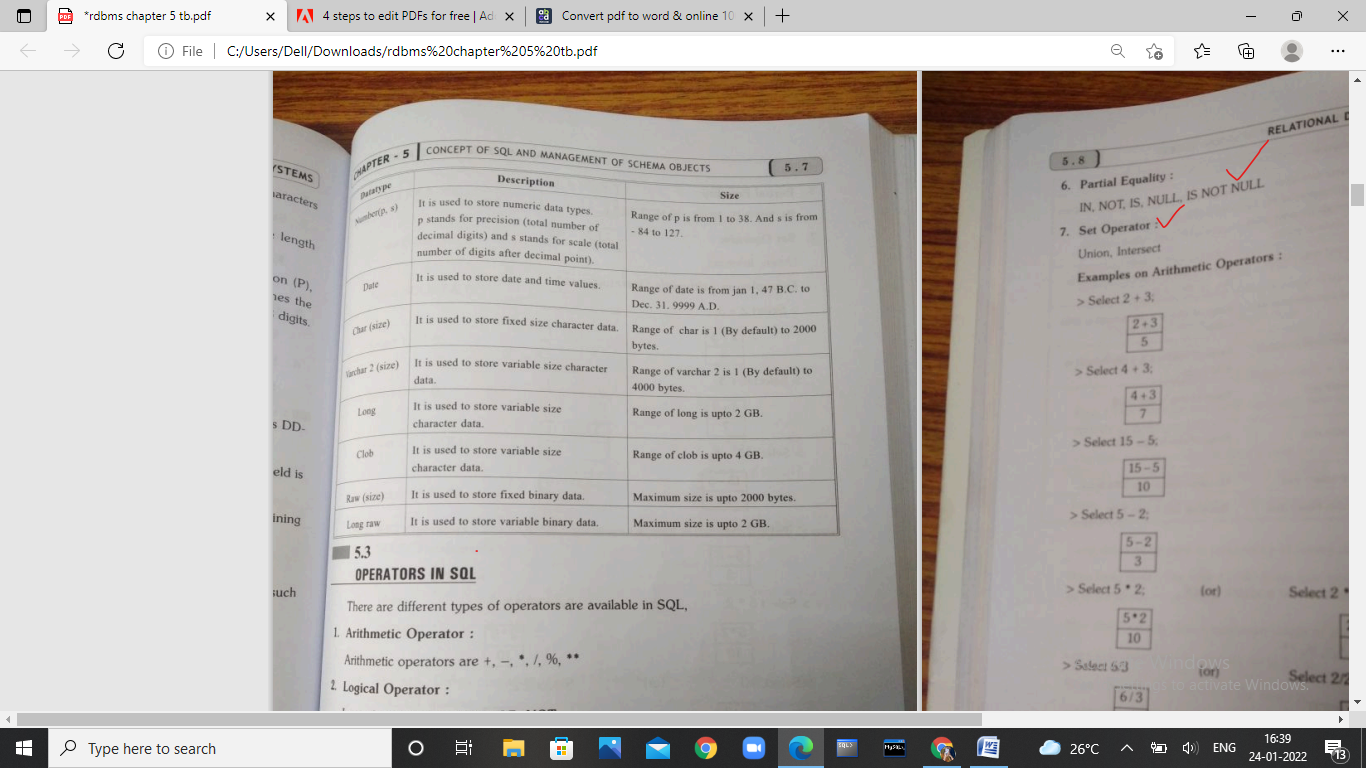 *rdbms chapter 5 tb.pdf
4 steps to edit PDFs for free | Ad
Convert pdf to word & online 10
File
C:/Users/Dell/Downloads/rdbms%20chapter%205%20tb.pdf
YSTEMS
aracters
length
on (P),
nes the
digits.
s DD-
eld is
ining
such
CHAPTER - 5 | CONCEPT OF SQL AND MANAGEMENT OF SCHEMA OBJECTS
5.7
Datatype
Description
Size
Number(p, s)
It is used to store numeric data types.
p stands for precision (total number of
decimal digits) and s stands for scale (total
number of digits after decimal point).
Range of p is from 1 to 38. And s is from
- 84 to 127.
Date
It is used to store date and time values.
Range of date is from jan 1, 47 B.C. to
Dec. 31. 9999 A.D.
Char (size)
It is used to store fixed size character data.
Range of char is 1 (By default) to 2000
bytes.
Varchar 2 (size)
It is used to store variable size character
data.
Range of varchar 2 is 1 (By default) to
4000 bytes.
Long
It is used to store variable size
character data.
Range of long is upto 2 GB.
Clob
It is used to store variable size
character data.
Range of clob is upto 4 GB.
Raw (size)
It is used to store fixed binary data.
Maximum size is upto 2000 bytes.
Long raw
It is used to store variable binary data.
Maximum size is upto 2 GB.
5.3
OPERATORS IN SQL
There are different types of operators are available in SQL,
1. Arithmetic Operator :
Arithmetic operators are +, –, *, /, %, **
2. Logical Operator :
5.8
RELATIONAL D
6. Partial Equality :
IN, NOT, IS, NULL, IS NOT NULL
7. Set Operator :
Union, Intersect
Examples on Arithmetic Operators :
> Select 2 + 3;
2+3
5
> Select 4 + 3;
4+3
7
> Select 15 – 5;
15–5
10
> Select 5 – 2;
5–2
3
> Select 5 * 2;
(or)
Select 2 *
5*2
10
> Select 6/3
(or)
Select 2/2
6/3
Windows
to activate Windows.
Type here to search
SQL>
MySQL
26°C
ENG
16:39
24-01-2022
13